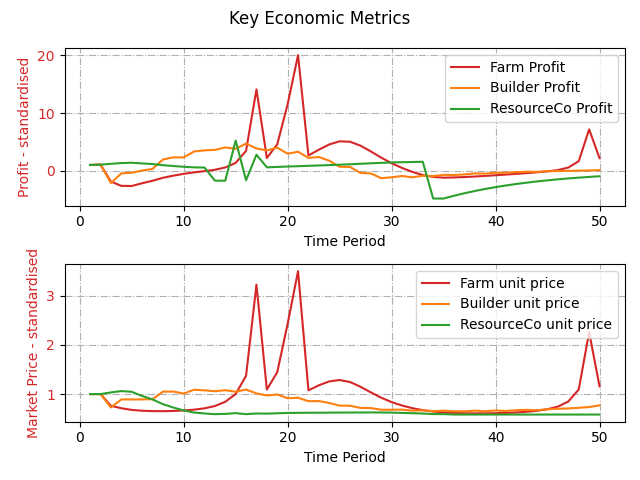 Key Economic Metrics
Profit - standardised
20
10
0
Farm Profit
Builder Profit
ResourceCo Profit
0 10 20 30 40 50
Time Period
Market Price - standardised
3
2
1
Farm unit price
Builder unit price
ResourceCo unit price
0 10 20 30 40 50
Time Period